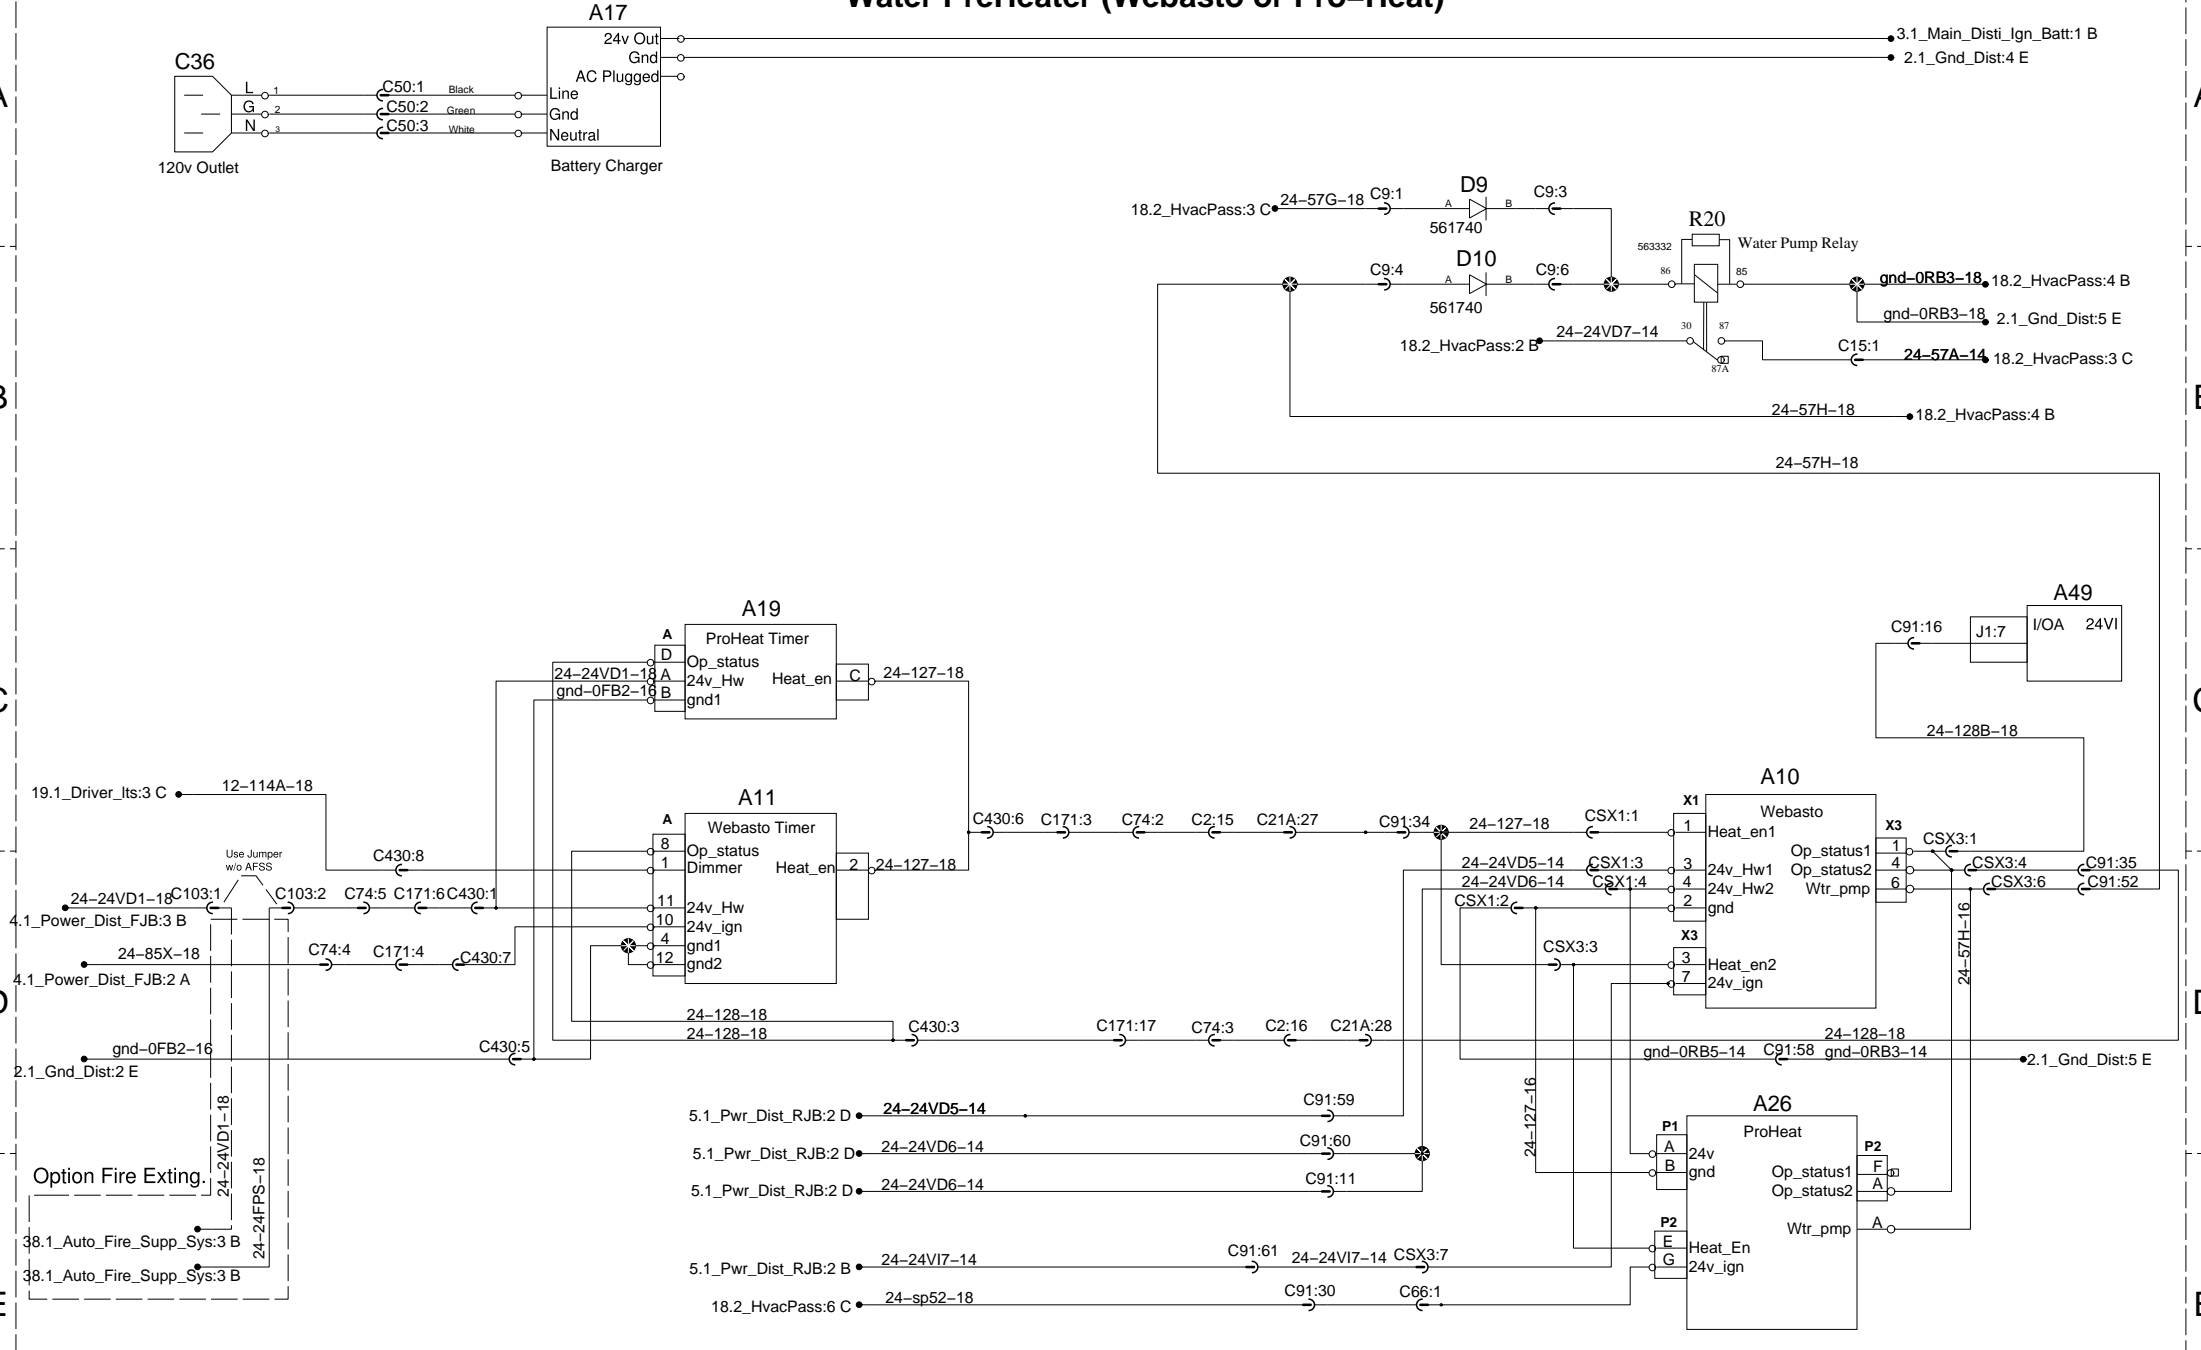 Water PreHeater (Webasto or Pro–Heat)
A17
24v Out
Gnd
AC Plugged
Line
Gnd
Neutral
Battery Charger
3.1_Main_Disti_Ign_Batt:1 B
2.1_Gnd_Dist:4 E
C36
L 1 C50:1 Black
G 2 C50:2 Green
N 3 C50:3 White
120v Outlet
A
A
D9
18.2_HvacPass:3 C 24–57G–18 C9:1 A B C9:3
561740
R20
563332 Water Pump Relay
D10
C9:4 A B C9:6 86 85 gnd–0RB3–18 18.2_HvacPass:4 B
561740
gnd–0RB3–18 2.1_Gnd_Dist:5 E
18.2_HvacPass:2 B 24–24VD7–14 30 87 C15:1 24–57A–14 18.2_HvacPass:3 C
87A
B
24–57H–18 18.2_HvacPass:4 B
24–57H–18
A49
C91:16 J1:7 I/OA 24VI
24–128B–18
A19
A ProHeat Timer
D Op_status
24–24VD1–18 A 24v_Hw Heat_en C 24–127–18
gnd–0FB2–16 B gnd1
C
19.1_Driver_lts:3 C 12–114A–18
A11
A Webasto Timer
8 Op_status
C430:8 1 Dimmer Heat_en 2 24–127–18
11 24v_Hw
10 24v_ign
4 gnd1
12 gnd2
Use Jumper
w/o AFSS
24–24VD1–18 C103:1 C103:2 C74:5 C171:6 C430:1
4.1_Power_Dist_FJB:3 B
24–85X–18 C74:4 C171:4 C430:7
4.1_Power_Dist_FJB:2 A
gnd–0FB2–16 C430:5
2.1_Gnd_Dist:2 E
C430:6 C171:3 C74:2 C2:15 C21A:27 C91:34 24–127–18 CSX1:1
A10
X1 Webasto X3
1 Heat_en1
Op_status1 1 CSX3:1
24–24VD5–14 CSX1:3 3 24v_Hw1 Op_status2 4 CSX3:4 C91:35
24–24VD6–14 CSX1:4 4 24v_Hw2 Wtr_pmp 6 CSX3:6 C91:52
CSX1:2 2 gnd
X3
CSX3:3 3 Heat_en2
7 24v_ign
24–57H–16
24–128–18
24–128–18 C430:3 C171:17 C74:3 C2:16 C21A:28 24–128–18
gnd–0RB5–14 C91:58 gnd–0RB3–14 2.1_Gnd_Dist:5 E
24–127–16
5.1_Pwr_Dist_RJB:2 D 24–24VD5–14 C91:59
5.1_Pwr_Dist_RJB:2 D 24–24VD6–14 C91:60
5.1_Pwr_Dist_RJB:2 D 24–24VD6–14 C91:11
A26
P1 ProHeat P2
A 24v
B gnd Op_status1 F
Op_status2 A
P2 Wtr_pmp A
E Heat_En
G 24v_ign
5.1_Pwr_Dist_RJB:2 B 24–24VI7–14 C91:61 24–24VI7–14 CSX3:7
18.2_HvacPass:6 C 24–sp52–18 C91:30 C66:1
Option Fire Exting.
24–24VD1–18
24–24FPS–18
38.1_Auto_Fire_Supp_Sys:3 B
38.1_Auto_Fire_Supp_Sys:3 B